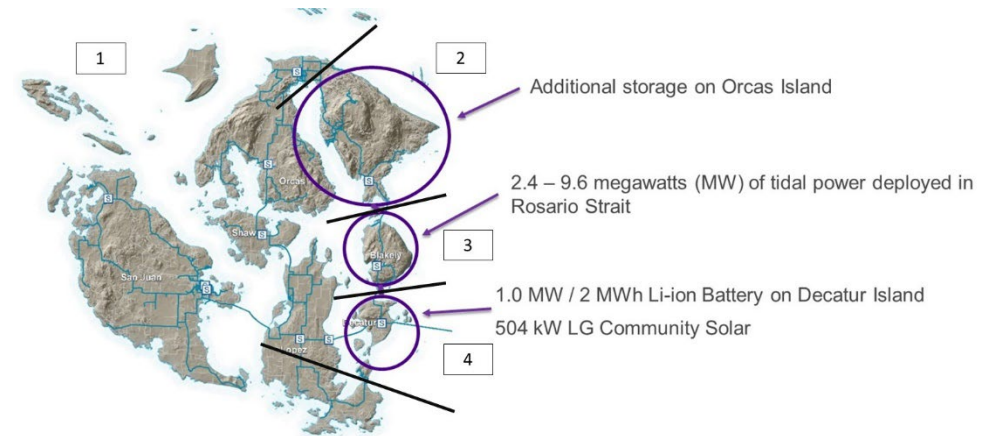 1
2
Additional storage on Orcas Island
S
S
2.4 – 9.6 megawatts (MW) of tidal power deployed in
Rosario Strait
Orcas
S
S
Shaw
S
3
Blakely
S
San Juan
S
1.0 MW / 2 MWh Li-ion Battery on Decatur Island
504 kW LG Community Solar
Decatur
S
S
S
Lopez
4